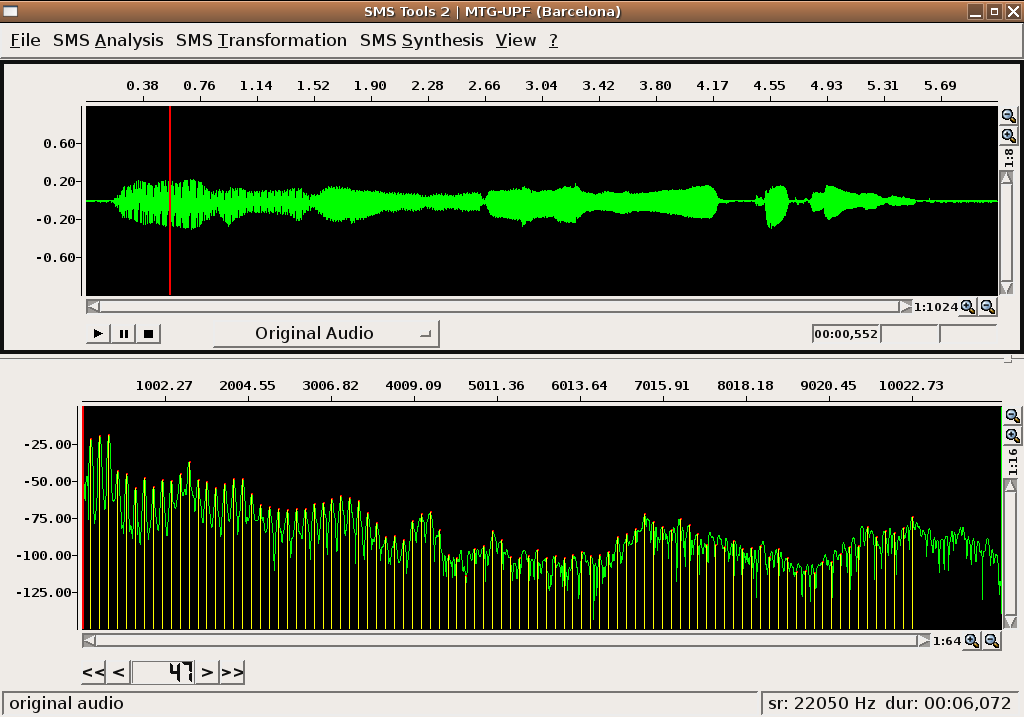 SMS Tools 2 | MTG-UPF (Barcelona)
File SMS Analysis SMS Transformation SMS Synthesis View ?
0.38 0.76 1.14 1.52 1.90 2.28 2.66 3.04 3.42 3.80 4.17 4.55 4.93 5.31 5.69
0.60
0.20
-0.20
-0.60
1:8
1:1024
Original Audio
00:00,552
1002.27 2004.55 3006.82 4009.09 5011.36 6013.64 7015.91 8018.18 9020.45 10022.73
-25.00
-50.00
-75.00
-100.00
-125.00
1:16
1:64
<< < 47 > >>
original audio
sr: 22050 Hz dur: 00:06,072